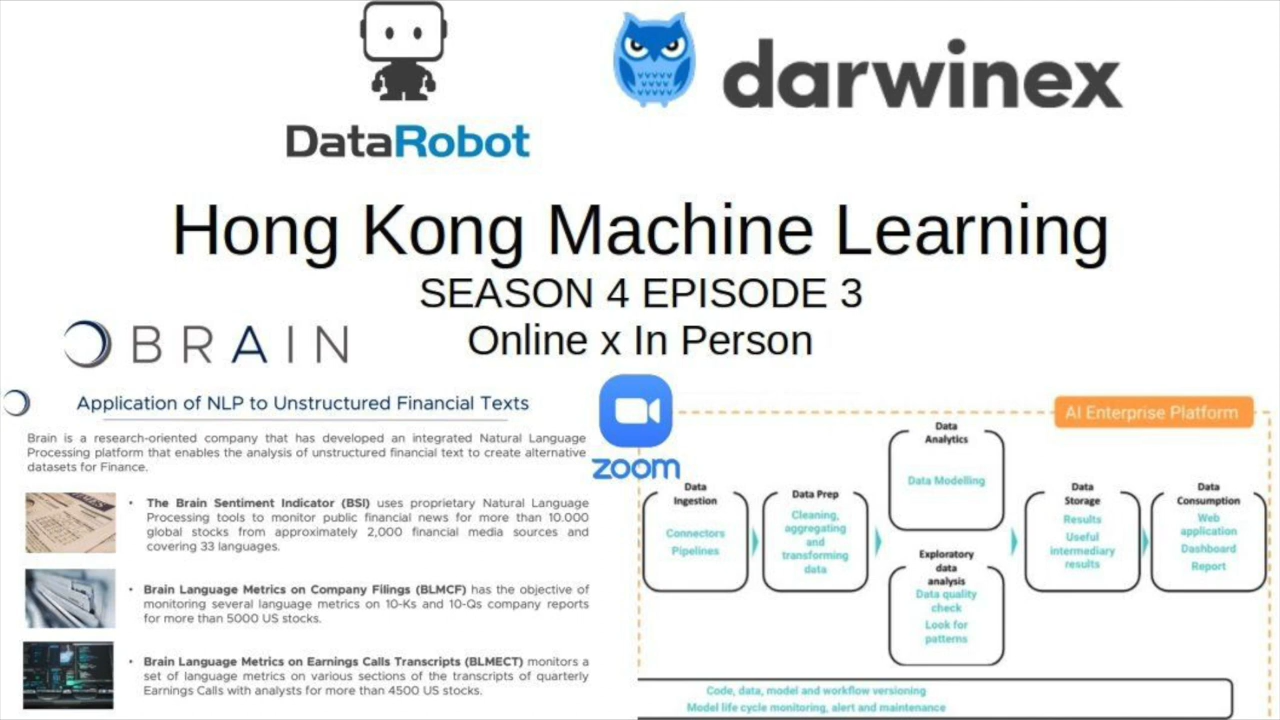 DataRobot
darwinex
Hong Kong Machine Learning
SEASON 4 EPISODE 3
Online x In Person
BRAIN
Application of NLP to Unstructured Financial Texts
Brain is a research-oriented company that has developed an integrated Natural Language
Processing platform that enables the analysis of unstructured financial text to create alternative
datasets for Finance.
• The Brain Sentiment Indicator (BSI) uses proprietary Natural Language
Processing tools to monitor public financial news for more than 10.000
global stocks from approximately 2,000 financial media sources and
covering 33 languages.
• Brain Language Metrics on Company Filings (BLMCF) has the objective of
monitoring several language metrics on 10-Ks and 10-Qs company reports
for more than 5000 US stocks.
• Brain Language Metrics on Earnings Calls Transcripts (BLMECT) monitors a
set of language metrics on various sections of the transcripts of quarterly
Earnings Calls with analysts for more than 4500 US stocks.
zoom
AI Enterprise Platform
Data
Ingestion
Connectors
Pipelines
Data Prep
Cleaning,
aggregating
and
transforming
data
Data
Analytics
Data Modelling
Exploratory
data
analysis
Data quality
check
Look for
patterns
Data
Storage
Results
Useful
intermediary
results
Data
Consumption
Web
application
Dashboard
Report
Code, data, model and workflow versioning
Model life cycle monitoring, alert and maintenance